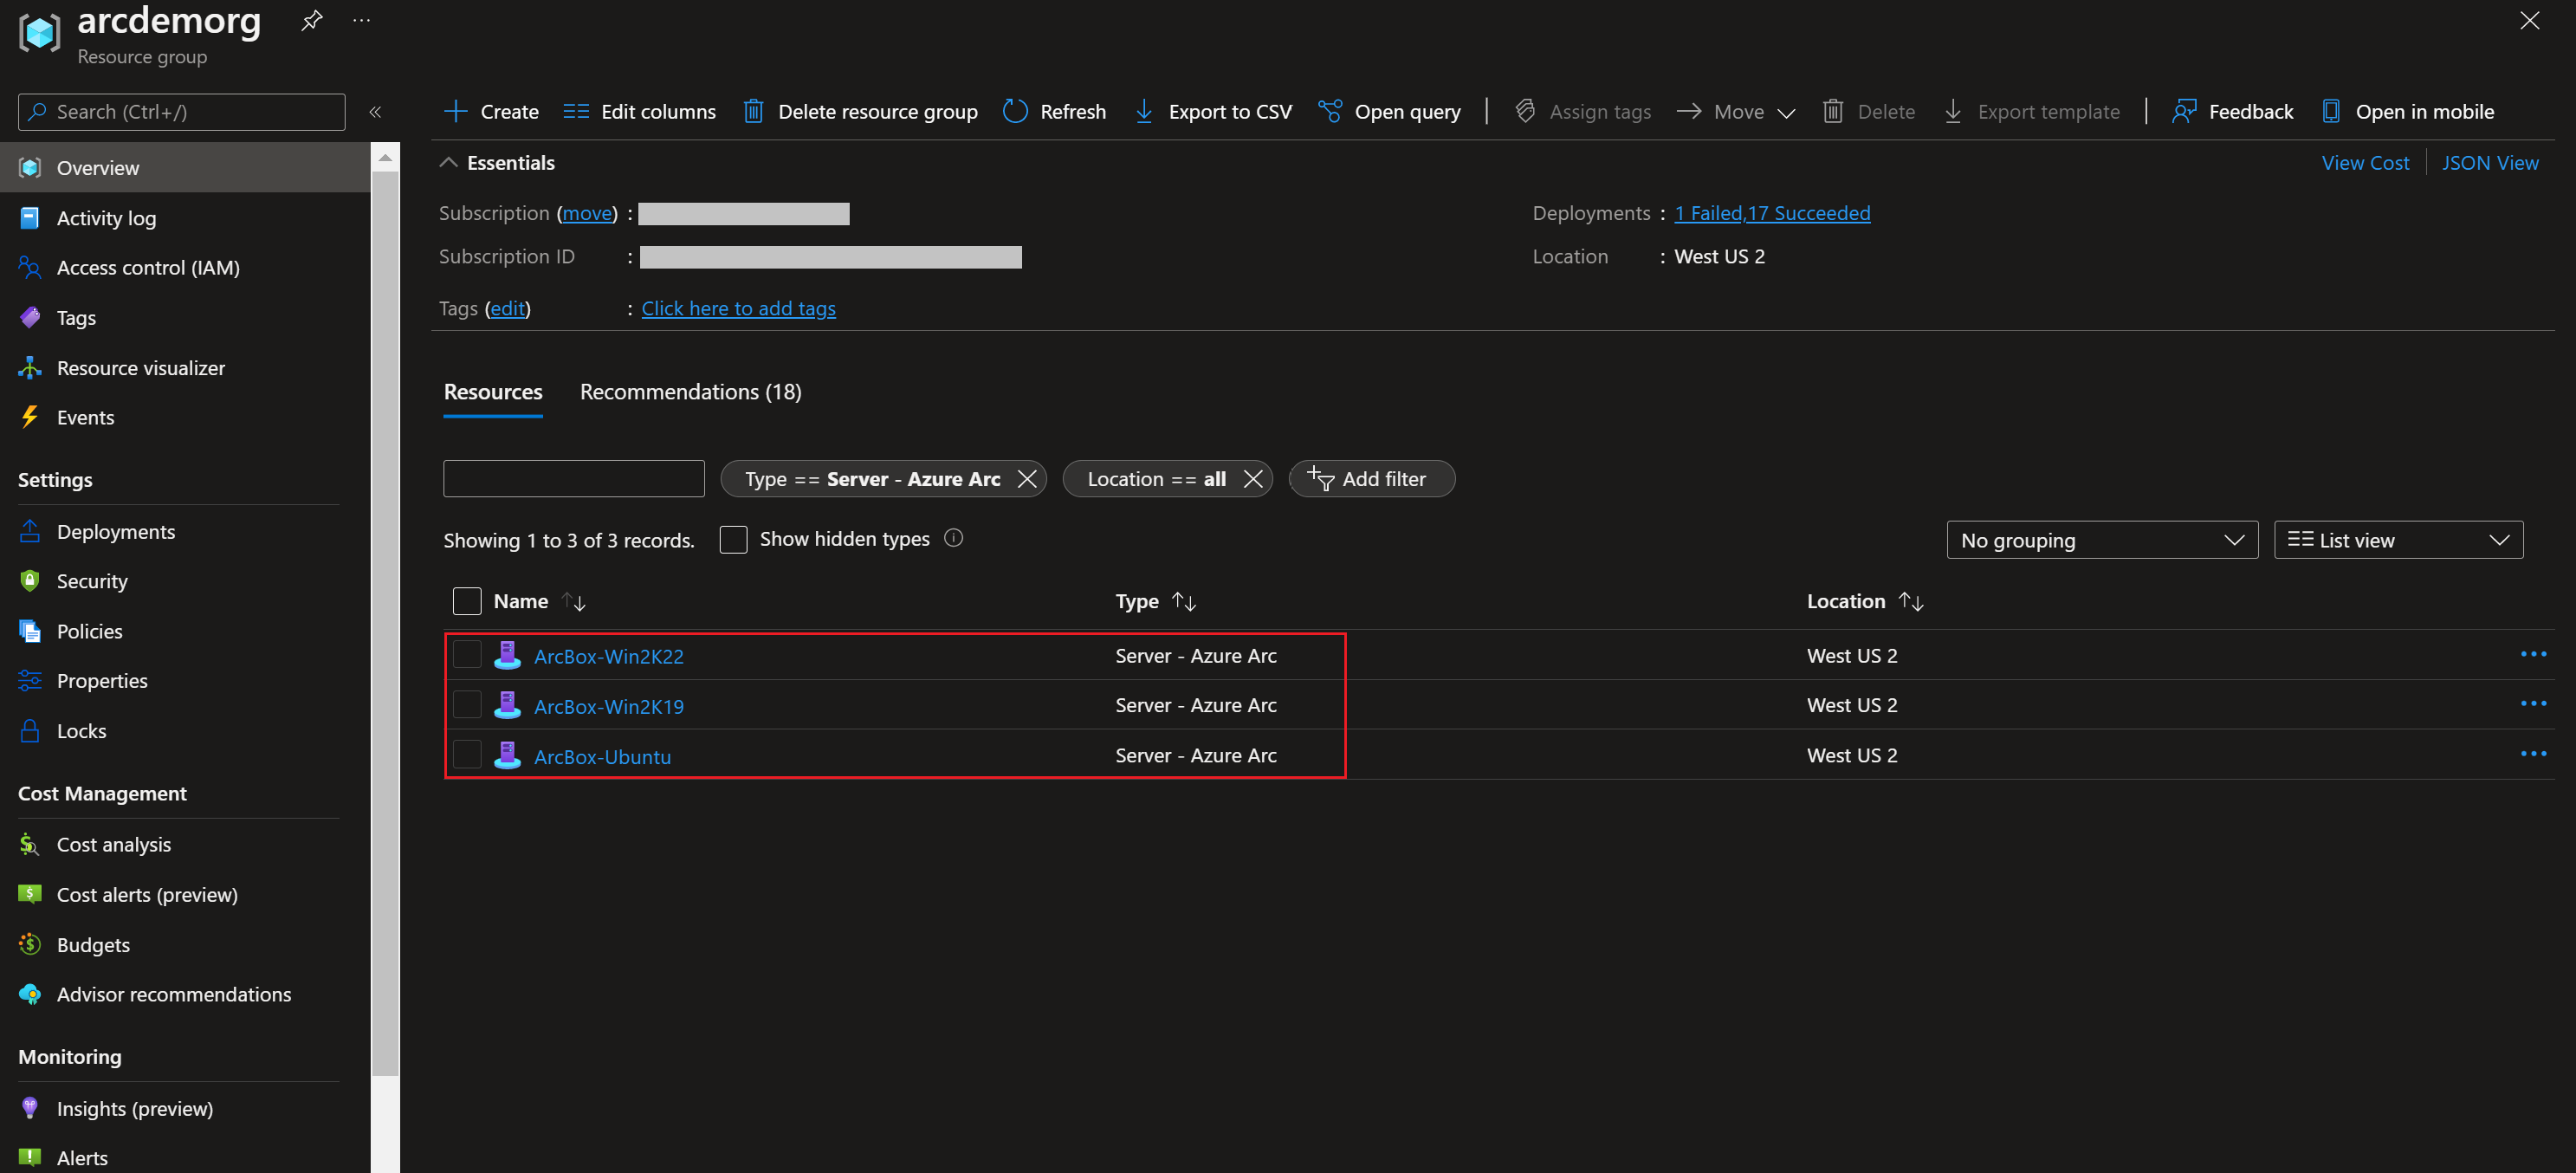 arcdemorg
Resource group
Search (Ctrl+/)
Overview
Activity log
Access control (IAM)
Tags
Resource visualizer
Events
Settings
Deployments
Security
Policies
Properties
Locks
Cost Management
Cost analysis
Cost alerts (preview)
Budgets
Advisor recommendations
Monitoring
Insights (preview)
Alerts
Create Edit columns Delete resource group Refresh Export to CSV Open query Assign tags Move Delete Export template Feedback Open in mobile
Essentials View Cost JSON View
Subscription (move) : Deployments : 1 Failed,17 Succeeded
Subscription ID : Location : West US 2
Tags (edit) : Click here to add tags
Resources Recommendations (18)
Type == Server - Azure Arc Location == all Add filter
Showing 1 to 3 of 3 records. Show hidden types No grouping List view
Name Type Location
ArcBox-Win2K22 Server - Azure Arc West US 2
ArcBox-Win2K19 Server - Azure Arc West US 2
ArcBox-Ubuntu Server - Azure Arc West US 2